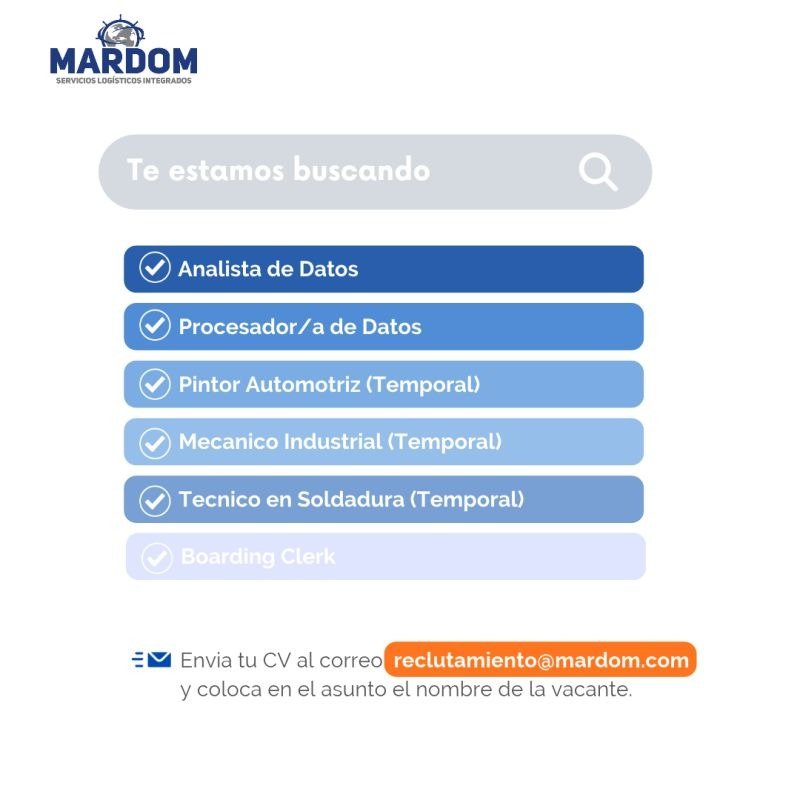 MARDOM
SERVICIOS LOGÍSTICOS INTEGRADOS
Te estamos buscando
Analista de Datos
Procesador/a de Datos
Pintor Automotriz (Temporal)
Mecanico Industrial (Temporal)
Tecnico en Soldadura (Temporal)
Boarding Clerk
Envia tu CV al correo reclutamiento@mardom.com
y coloca en el asunto el nombre de la vacante.